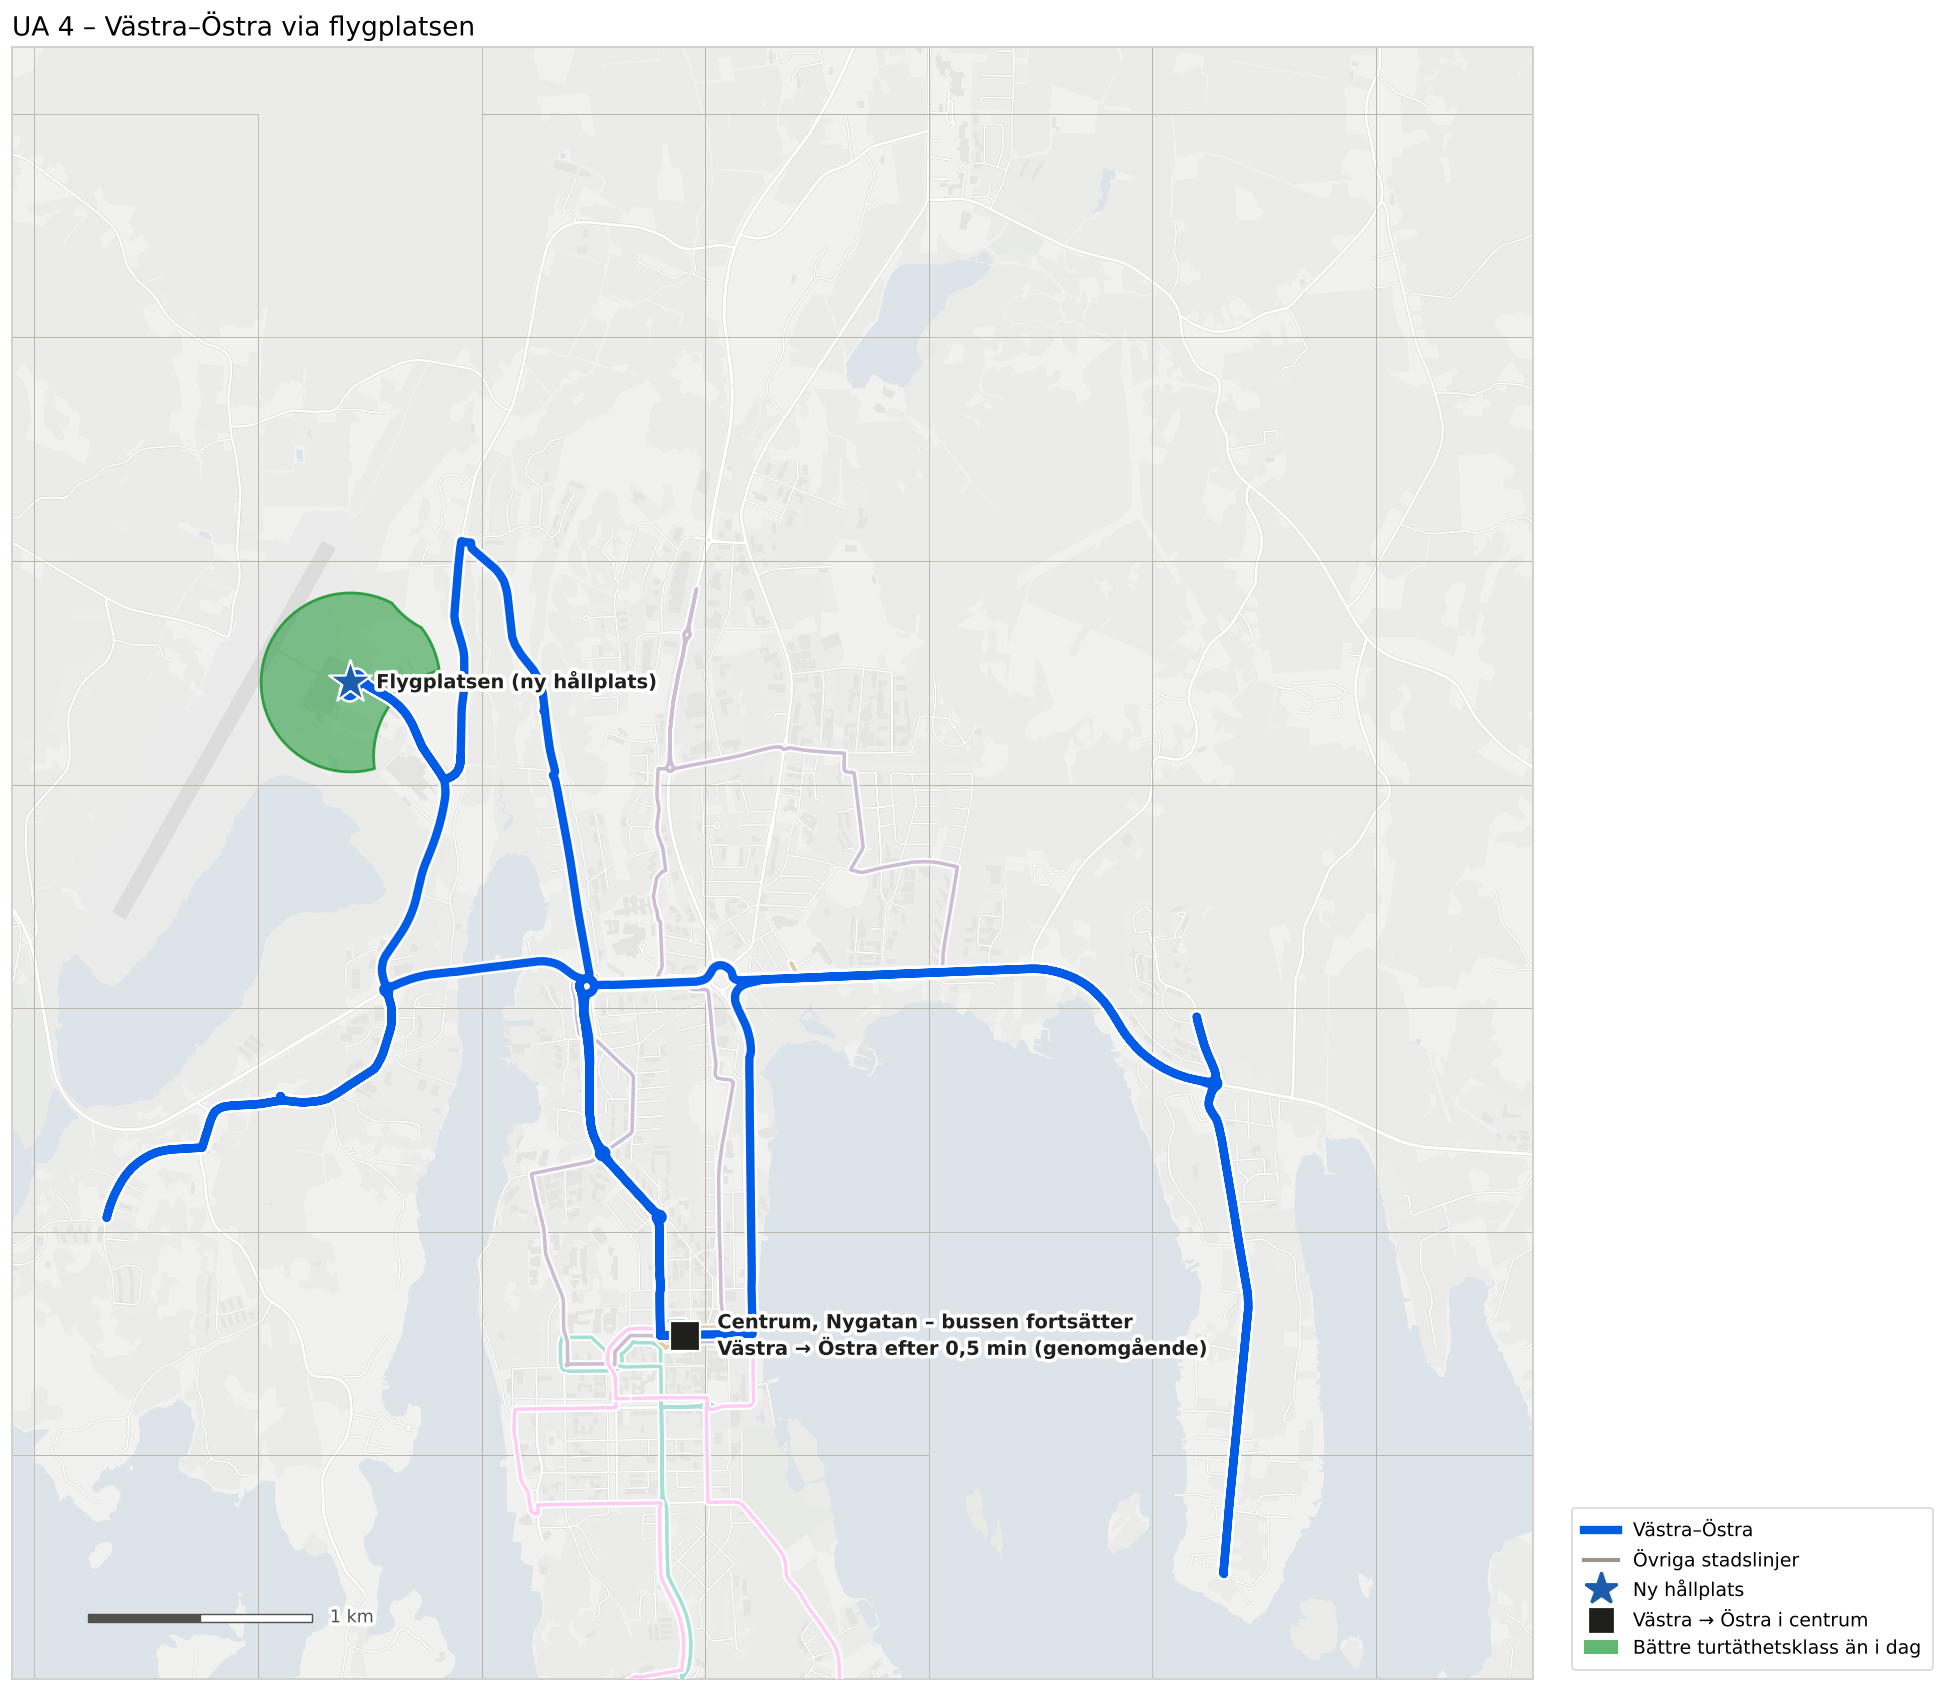 UA 4 – Västra–Östra via flygplatsen
Flygplatsen (ny hållplats)
Centrum, Nygatan – bussen fortsätter
Västra → Östra efter 0,5 min (genomgående)
1 km
Västra–Östra
Övriga stadslinjer
Ny hållplats
Västra → Östra i centrum
Bättre turtäthetsklass än i dag